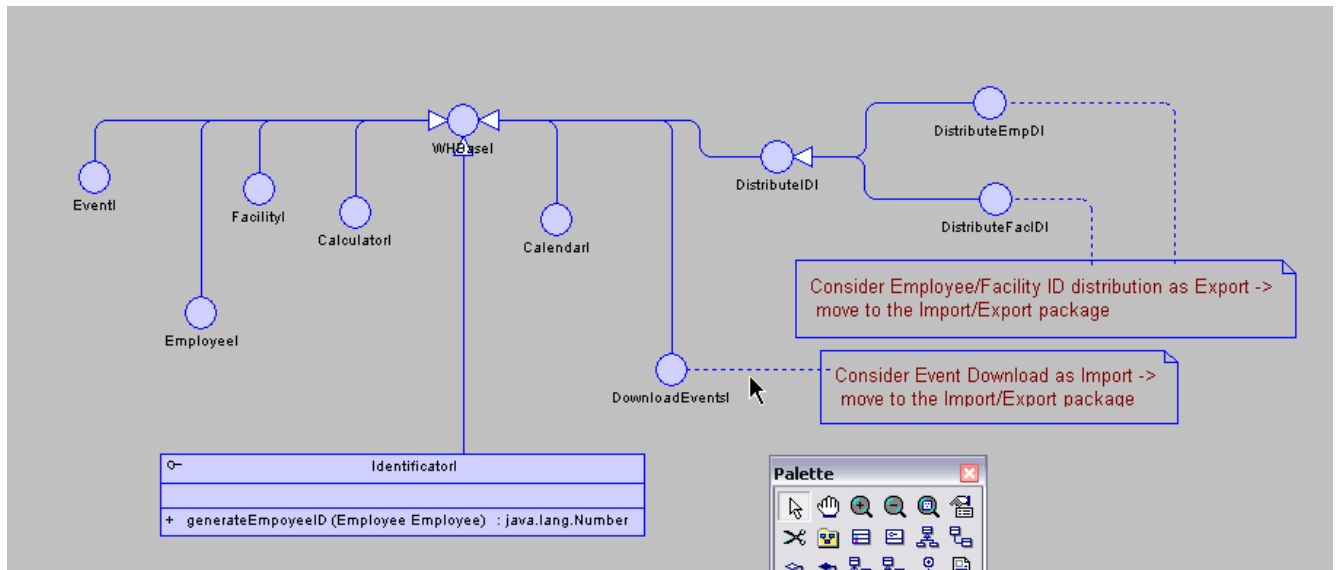 DistributeEmpDI
WHBaseI
DistributeIDI
EventI
FacilityI
CalculatorI
CalendarI
DistributeFacIDI
Consider Employee/Facility ID distribution as Export ->
move to the Import/Export package
EmployeeI
Consider Event Download as Import ->
move to the Import/Export package
DownloadEventsI
IdentificatorI
+ generateEmpoyeeID (Employee Employee) : java.lang.Number
Palette